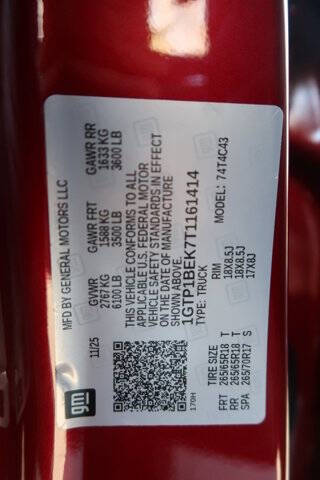 MFD BY GENERAL MOTORS LLC
GVWR GAWR FRT GAWR RR
11/25 2767 KG 1588 KG 1633 KG
6100 LB 3500 LB 3600 LB
THIS VEHICLE CONFORMS TO ALL
APPLICABLE U.S. FEDERAL MOTOR
VEHICLE SAFETY STANDARDS IN EFFECT
ON THE DATE OF MANUFACTURE
SHOWN ABOVE.
1GTP1BEK7T1161414
TYPE: TRUCK MODEL: 74T4C43
gm
170H
TIRE SIZE RIM
FRT 265/65R18 T 18X8.5J
RR 265/65R18 T 18X8.5J
SPA 265/70R17 S 17X8J